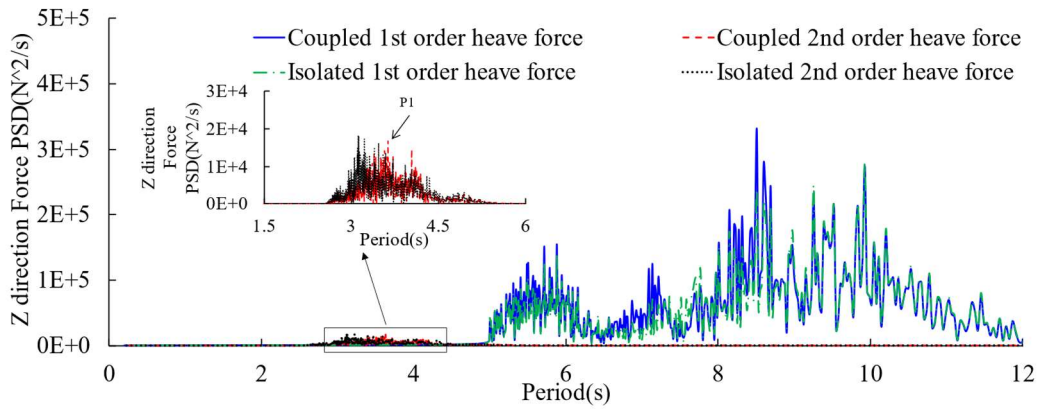 5E+5
4E+5
3E+5
2E+5
1E+5
0E+0
Z direction Force PSD(N^2/s)
Coupled 1st order heave force
Coupled 2nd order heave force
Isolated 1st order heave force
Isolated 2nd order heave force
3E+4
2E+4
1E+4
0E+0
Z direction
Force
PSD(N^2/s)
P1
1.5
3
4.5
6
Period(s)
0
2
4
6
8
10
12
Period(s)